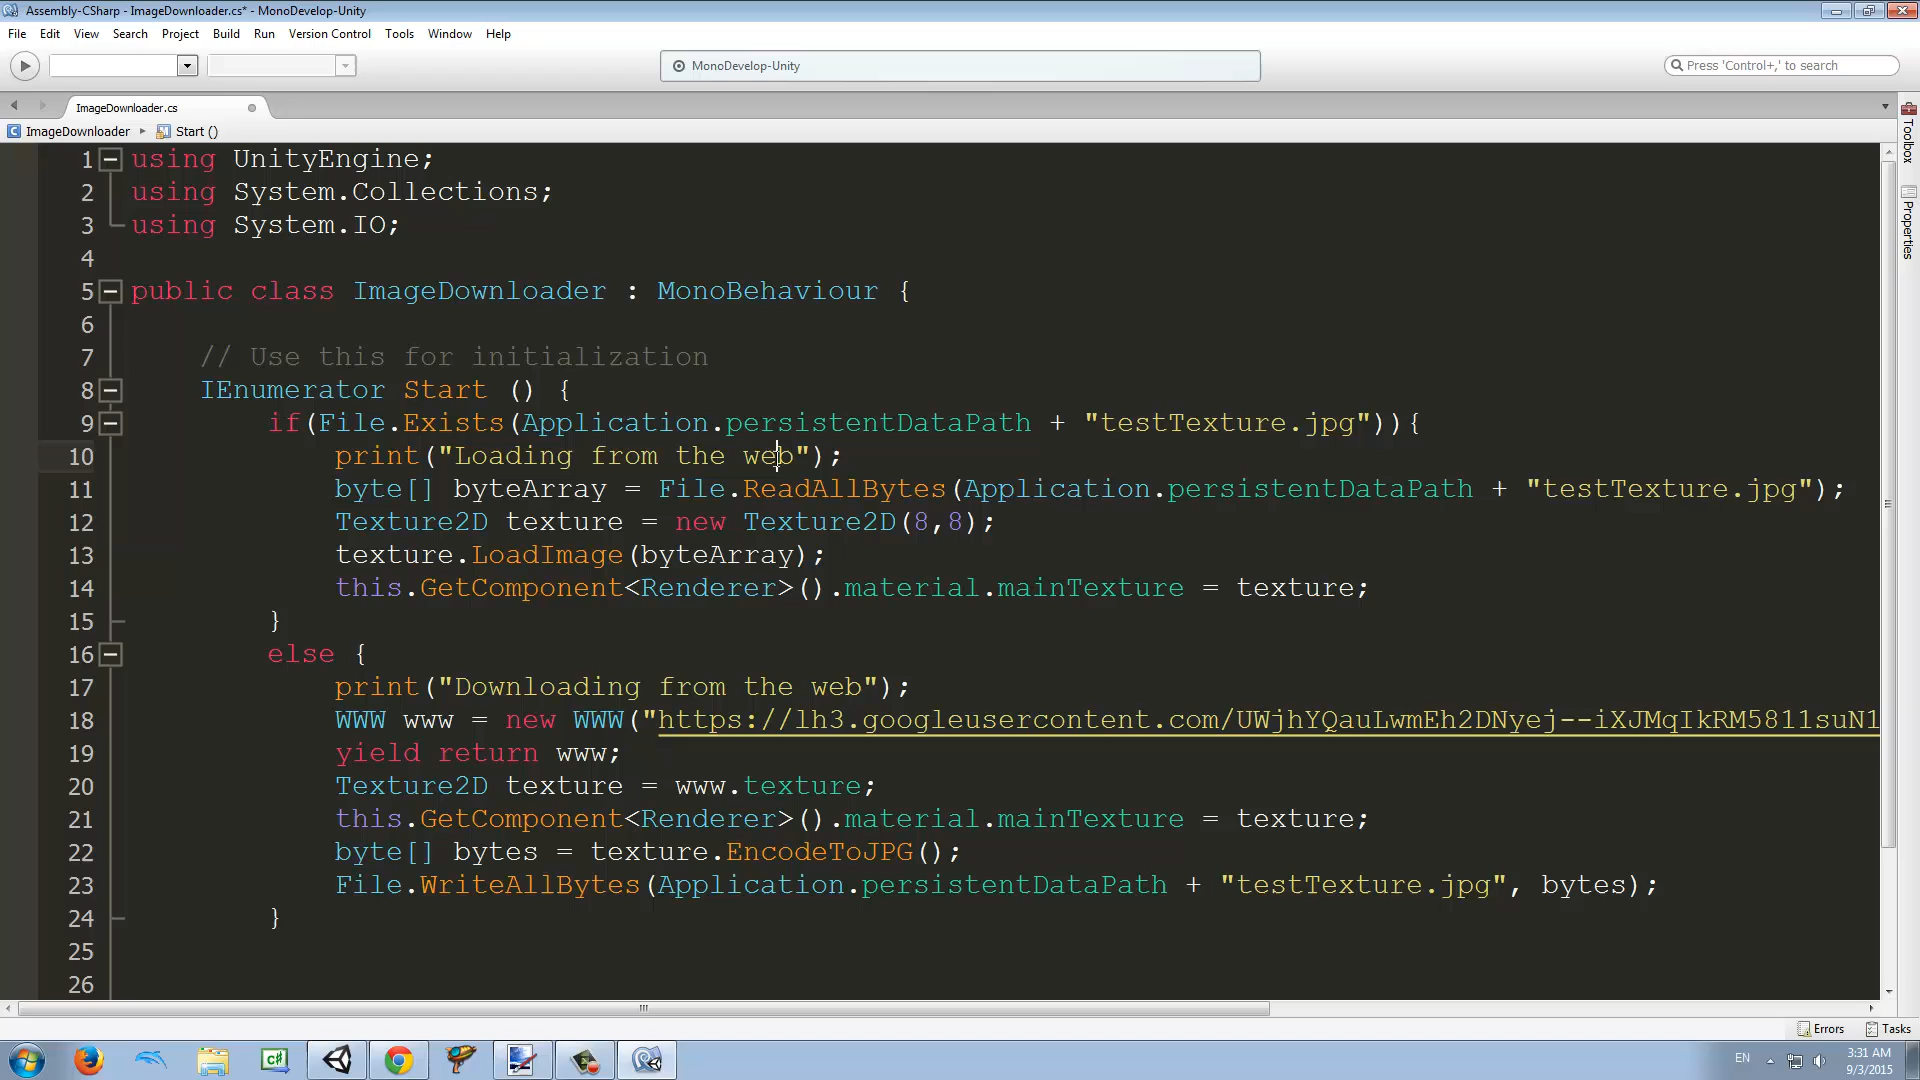 Assembly-CSharp - ImageDownloader.cs* - MonoDevelop-Unity
File Edit View Search Project Build Run Version Control Tools Window Help
MonoDevelop-Unity
Press 'Control+,' to search
ImageDownloader.cs
ImageDownloader Start ()
Toolbox
Properties
1 using UnityEngine;
2 using System.Collections;
3 using System.IO;
4
5 public class ImageDownloader : MonoBehaviour {
6
7 // Use this for initialization
8 IEnumerator Start () {
9 if(File.Exists(Application.persistentDataPath + "testTexture.jpg")){
10 print("Loading from the web");
11 byte[] byteArray = File.ReadAllBytes(Application.persistentDataPath + "testTexture.jpg");
12 Texture2D texture = new Texture2D(8,8);
13 texture.LoadImage(byteArray);
14 this.GetComponent<Renderer>().material.mainTexture = texture;
15 }
16 else {
17 print("Downloading from the web");
18 WWW www = new WWW("https://lh3.googleusercontent.com/UWjhYQauLwmEh2DNyej--iXJMqIkRM5811suN1
19 yield return www;
20 Texture2D texture = www.texture;
21 this.GetComponent<Renderer>().material.mainTexture = texture;
22 byte[] bytes = texture.EncodeToJPG();
23 File.WriteAllBytes(Application.persistentDataPath + "testTexture.jpg", bytes);
24 }
25
26
Errors Tasks
C#
EN
3:31 AM
9/3/2015